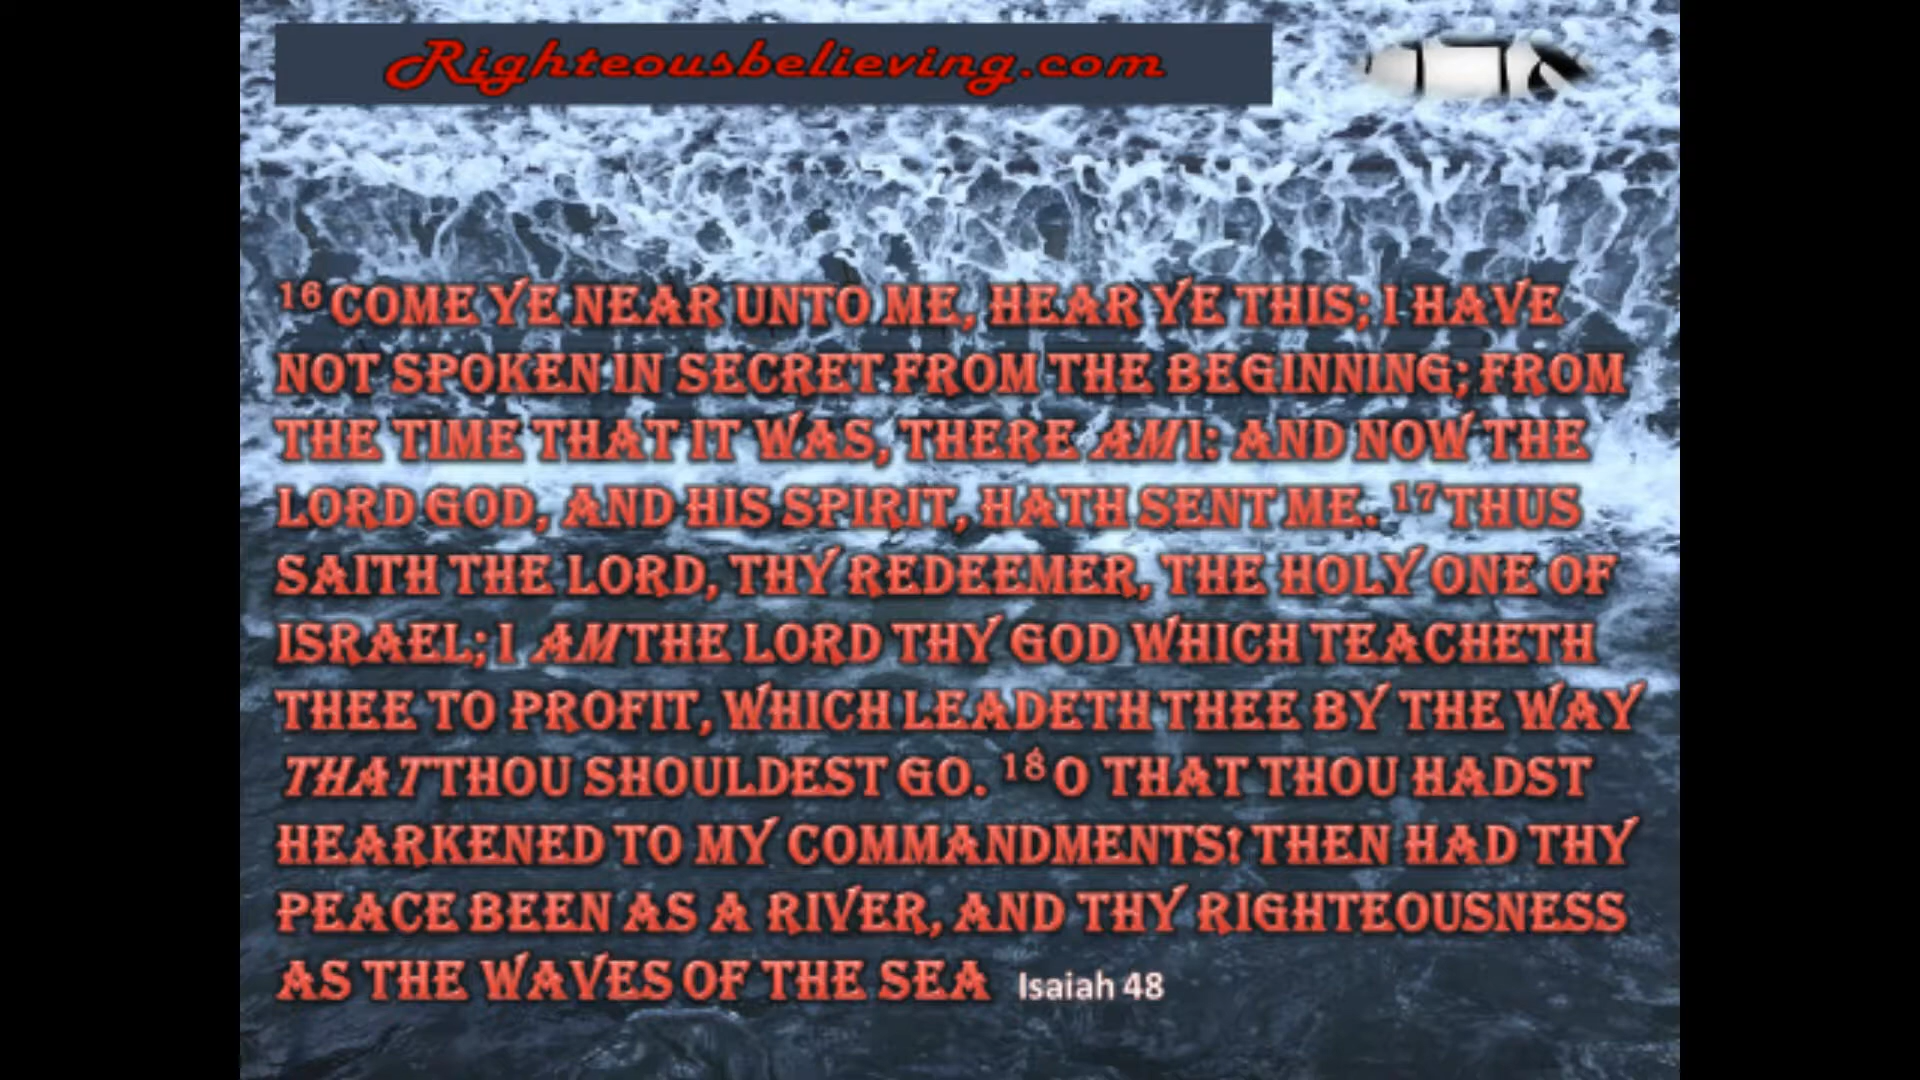 Righteousbelieving.com
16 COME YE NEAR UNTO ME, HEAR YE THIS; I HAVE
NOT SPOKEN IN SECRET FROM THE BEGINNING; FROM
THE TIME THAT IT WAS, THERE AM I: AND NOW THE
LORD GOD, AND HIS SPIRIT, HATH SENT ME. 17 THUS
SAITH THE LORD, THY REDEEMER, THE HOLY ONE OF
ISRAEL; I AM THE LORD THY GOD WHICH TEACHETH
THEE TO PROFIT, WHICH LEADETH THEE BY THE WAY
THAT THOU SHOULDEST GO. 18 O THAT THOU HADST
HEARKENED TO MY COMMANDMENTS! THEN HAD THY
PEACE BEEN AS A RIVER, AND THY RIGHTEOUSNESS
AS THE WAVES OF THE SEA Isaiah 48